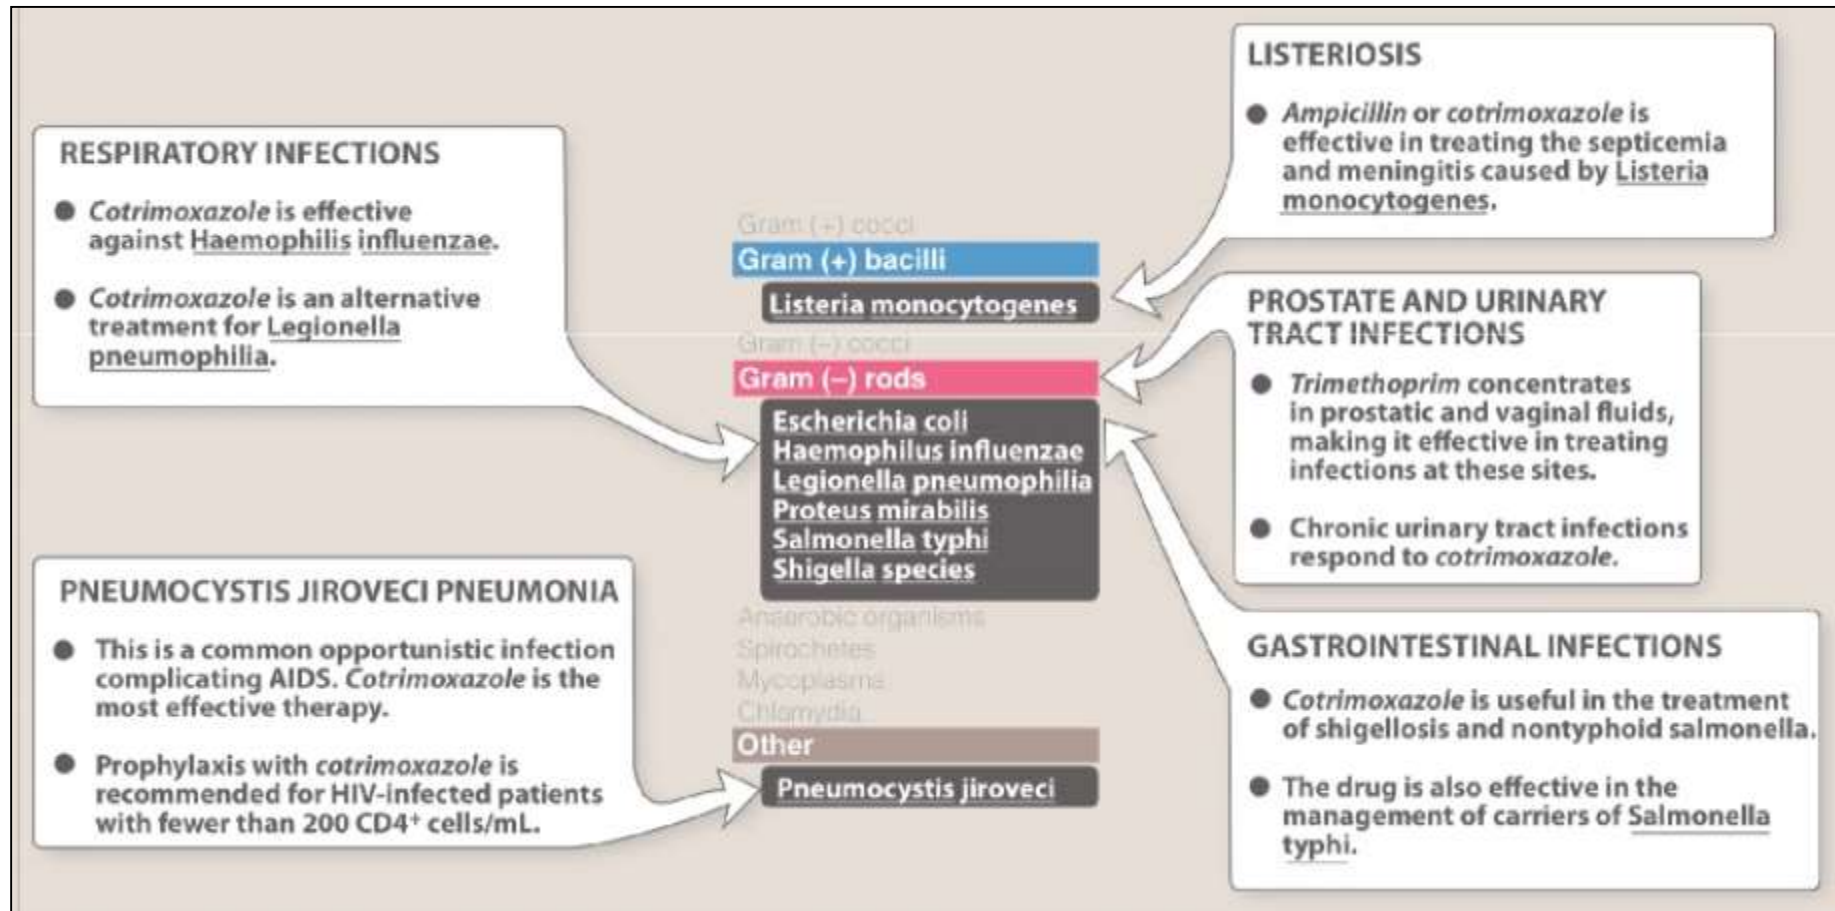 RESPIRATORY INFECTIONS
● Cotrimoxazole is effective
against Haemophilis influenzae.
● Cotrimoxazole is an alternative
treatment for Legionella
pneumophilia.
PNEUMOCYSTIS JIROVECI PNEUMONIA
● This is a common opportunistic infection
complicating AIDS. Cotrimoxazole is the
most effective therapy.
● Prophylaxis with cotrimoxazole is
recommended for HIV-infected patients
with fewer than 200 CD4⁺ cells/mL.
Gram (+) cocci
Gram (+) bacilli
Listeria monocytogenes
Gram (–) cocci
Gram (–) rods
Escherichia coli
Haemophilus influenzae
Legionella pneumophilia
Proteus mirabilis
Salmonella typhi
Shigella species
Anaerobic organisms
Spirochetes
Mycoplasma
Chlamydia
Other
Pneumocystis jiroveci
LISTERIOSIS
● Ampicillin or cotrimoxazole is
effective in treating the septicemia
and meningitis caused by Listeria
monocytogenes.
PROSTATE AND URINARY
TRACT INFECTIONS
● Trimethoprim concentrates
in prostatic and vaginal fluids,
making it effective in treating
infections at these sites.
● Chronic urinary tract infections
respond to cotrimoxazole.
GASTROINTESTINAL INFECTIONS
● Cotrimoxazole is useful in the treatment
of shigellosis and nontyphoid salmonella.
● The drug is also effective in the
management of carriers of Salmonella
typhi.